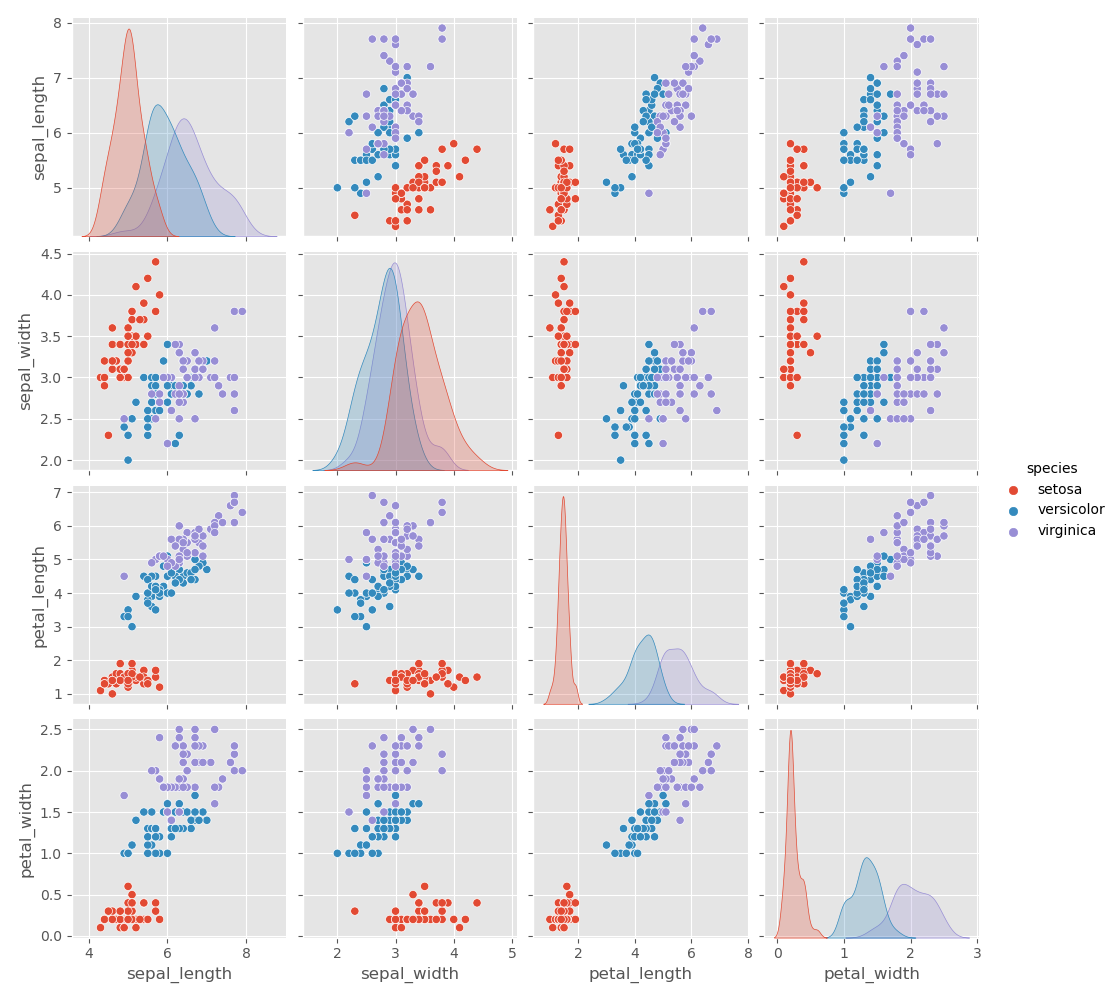 8
7
6
5
sepal_length
4.5
4.0
3.5
3.0
2.5
2.0
sepal_width
species
setosa
versicolor
virginica
7
6
5
4
3
2
1
petal_length
2.5
2.0
1.5
1.0
0.5
0.0
petal_width
4 6 8 2 3 4 5 2 4 6 8 0 1 2 3
sepal_length sepal_width petal_length petal_width